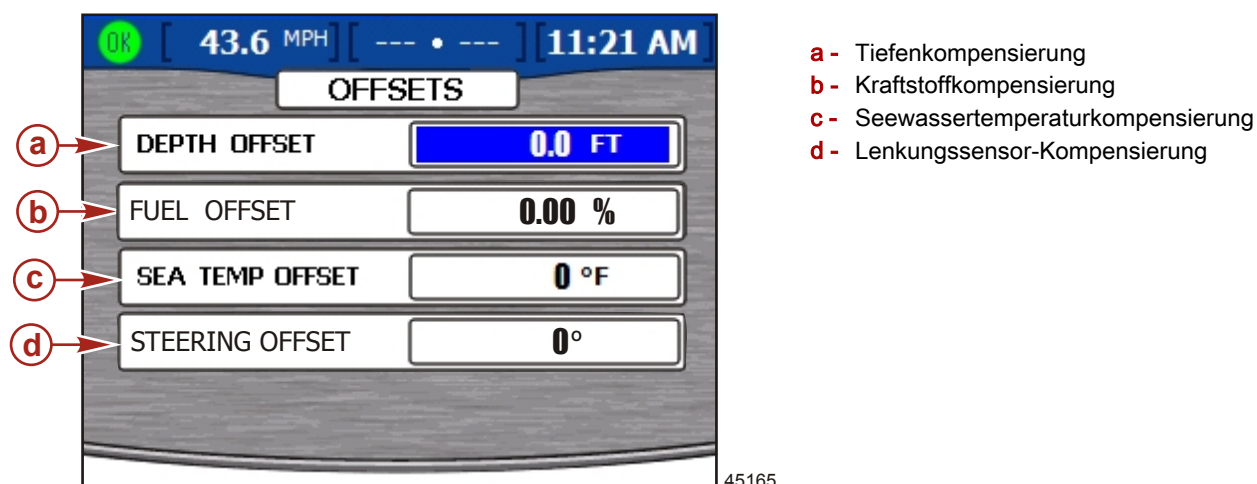 OK [ 43.6 MPH ] [ --- • --- ] [ 11:21 AM ]
OFFSETS
a DEPTH OFFSET 0.0 FT
b FUEL OFFSET 0.00 %
c SEA TEMP OFFSET 0 °F
d STEERING OFFSET 0°
45165
a - Tiefenkompensierung
b - Kraftstoffkompensierung
c - Seewassertemperaturkompensierung
d - Lenkungssensor-Kompensierung